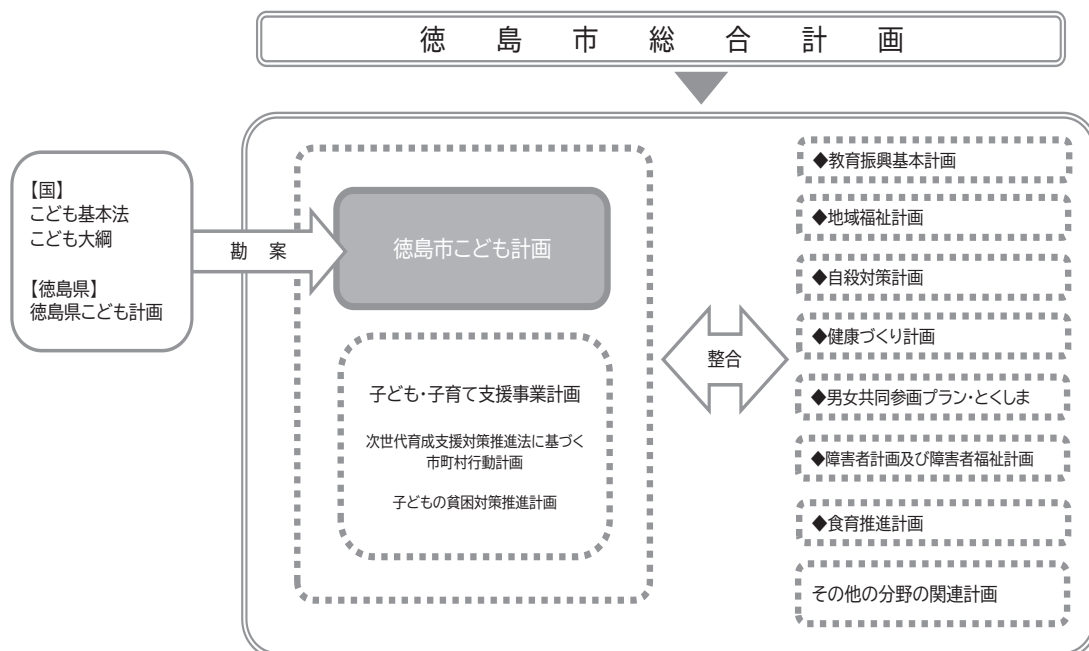 徳島市総合計画
【国】
こども基本法
こども大綱
【徳島県】
徳島県こども計画
勘案
徳島市こども計画
子ども・子育て支援事業計画
次世代育成支援対策推進法に基づく
市町村行動計画
子どもの貧困対策推進計画
整合
◆教育振興基本計画
◆地域福祉計画
◆自殺対策計画
◆健康づくり計画
◆男女共同参画プラン・とくしま
◆障害者計画及び障害者福祉計画
◆食育推進計画
その他の分野の関連計画